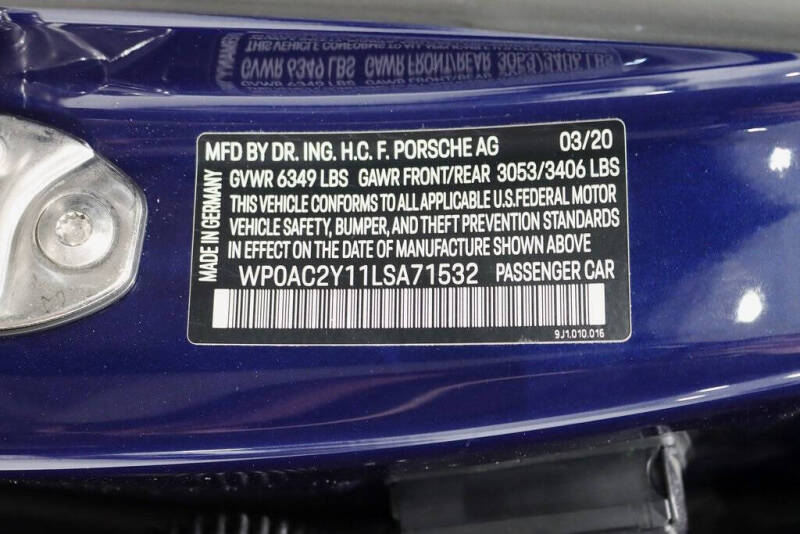 MFD BY DR. ING. H.C. F. PORSCHE AG 03/20
GVWR 6349 LBS GAWR FRONT/REAR 3053/3406 LBS
THIS VEHICLE CONFORMS TO ALL APPLICABLE U.S.FEDERAL MOTOR
VEHICLE SAFETY, BUMPER, AND THEFT PREVENTION STANDARDS
IN EFFECT ON THE DATE OF MANUFACTURE SHOWN ABOVE
WP0AC2Y11LSA71532 PASSENGER CAR
9J1.010.016
MADE IN GERMANY